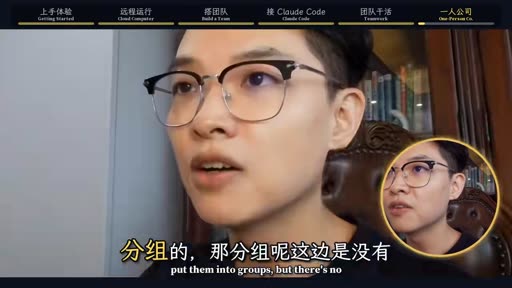 上手体验
Getting Started
远程运行
Cloud Computer
搭团队
Build a Team
接 Claude Code
Claude Code
团队干活
Teamwork
一人公司
One-Person Co.
分组的，那分组呢这边是没有
put them into groups, but there's no